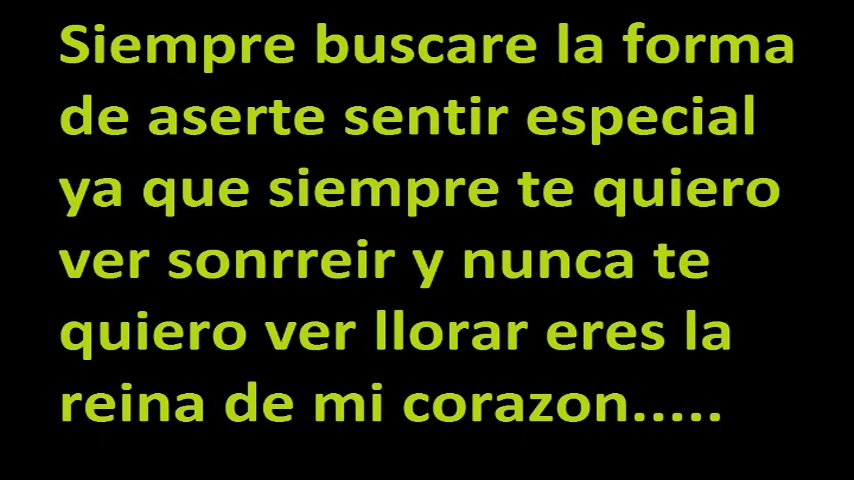 Siempre buscare la forma
de aserte sentir especial
ya que siempre te quiero
ver sonrreir y nunca te
quiero ver llorar eres la
reina de mi corazon.....